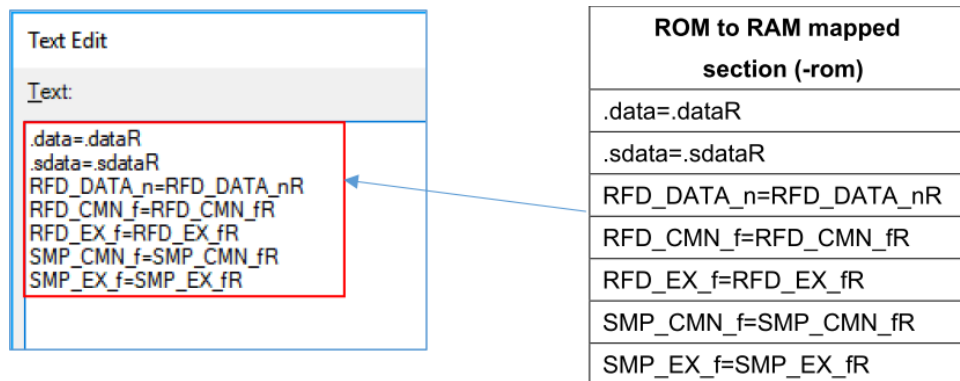 Text Edit
Text:
.data=.dataR
.sdata=.sdataR
RFD_DATA_n=RFD_DATA_nR
RFD_CMN_f=RFD_CMN_fR
RFD_EX_f=RFD_EX_fR
SMP_CMN_f=SMP_CMN_fR
SMP_EX_f=SMP_EX_fR
ROM to RAM mapped
section (-rom)
.data=.dataR
.sdata=.sdataR
RFD_DATA_n=RFD_DATA_nR
RFD_CMN_f=RFD_CMN_fR
RFD_EX_f=RFD_EX_fR
SMP_CMN_f=SMP_CMN_fR
SMP_EX_f=SMP_EX_fR